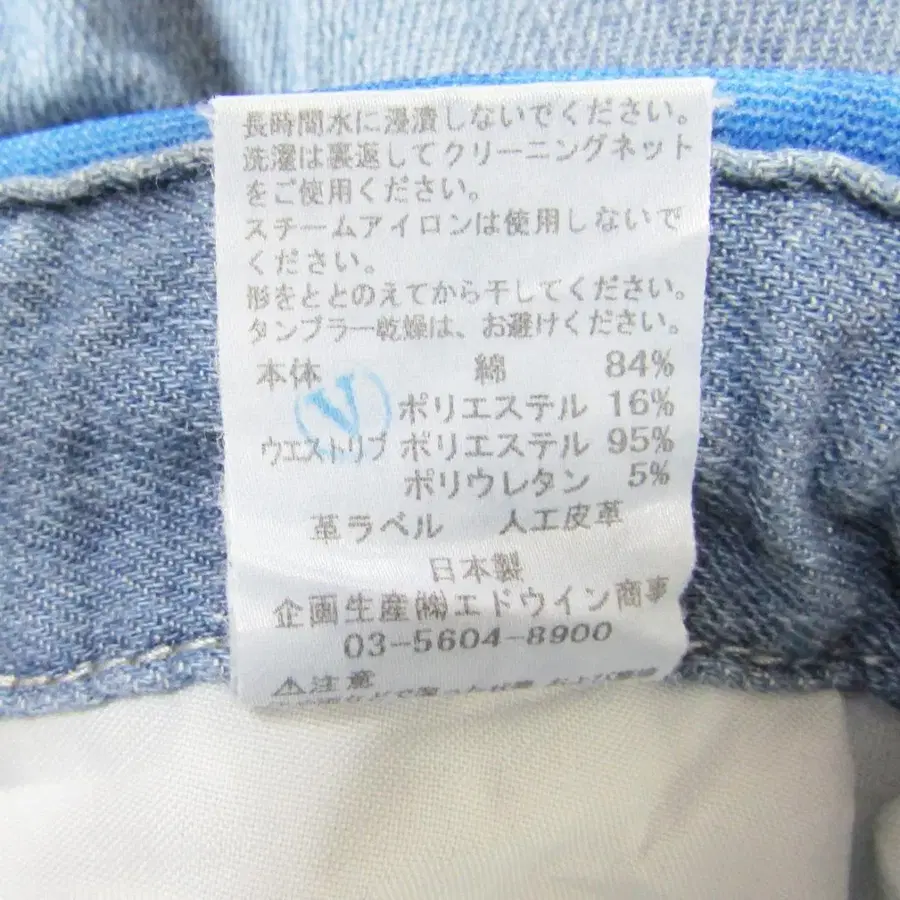 長時間水に浸漬しないでください。
洗濯は裏返してクリーニングネット
をご使用ください。
スチームアイロンは使用しないで
ください。
形をととのえてから干してください。
タンブラー乾燥は、お避けください。
本体 綿 84%
V ポリエステル 16%
ウエストリブ ポリエステル 95%
ポリウレタン 5%
革ラベル 人工皮革
日本製
企画生産㈱エドウイン商事
03-5604-8900
⚠注意